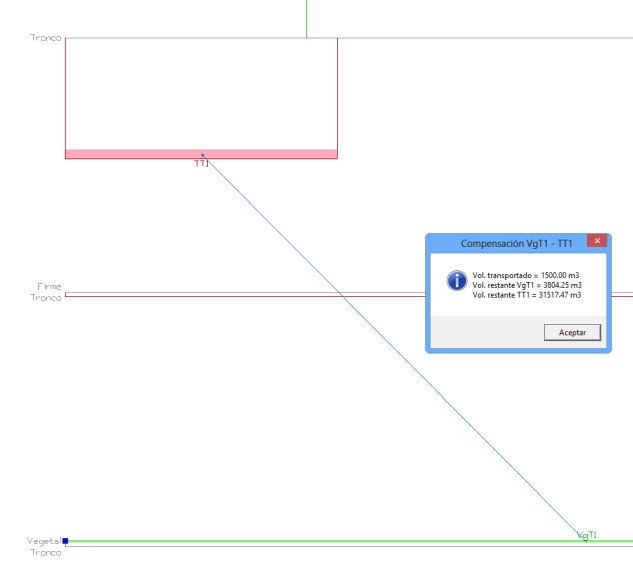 Tronco
TT1
Compensación VgT1 - TT1
Vol. transportado = 1500.00 m3
Vol. restante VgT1 = 3804.25 m3
Vol. restante TT1 = 31517.47 m3
Aceptar
Firme
Tronco
VgT1
Vegetal
Tronco